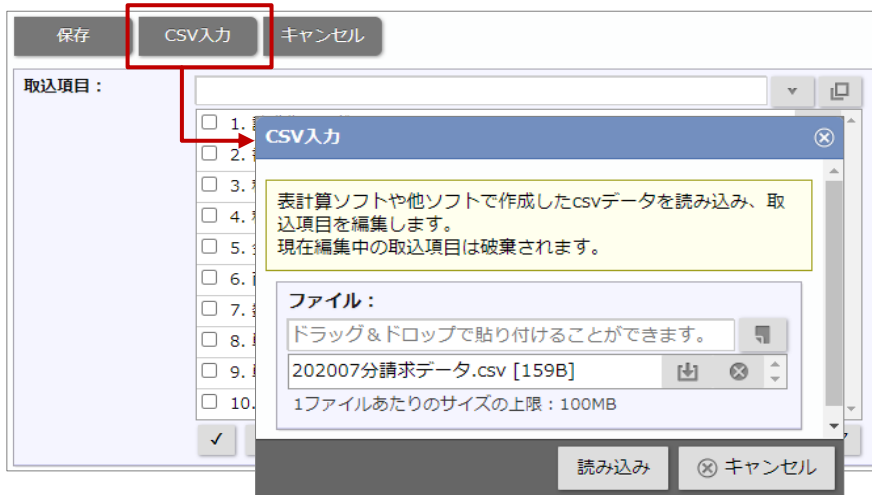 保存 CSV入力 キャンセル
取込項目：
1.
2.
3.
4.
5.
6.
7.
8.
9.
10.
CSV入力
表計算ソフトや他ソフトで作成したcsvデータを読み込み、取
込項目を編集します。
現在編集中の取込項目は破棄されます。
ファイル：
ドラッグ＆ドロップで貼り付けることができます。
202007分請求データ.csv [159B]
1ファイルあたりのサイズの上限：100MB
読み込み キャンセル